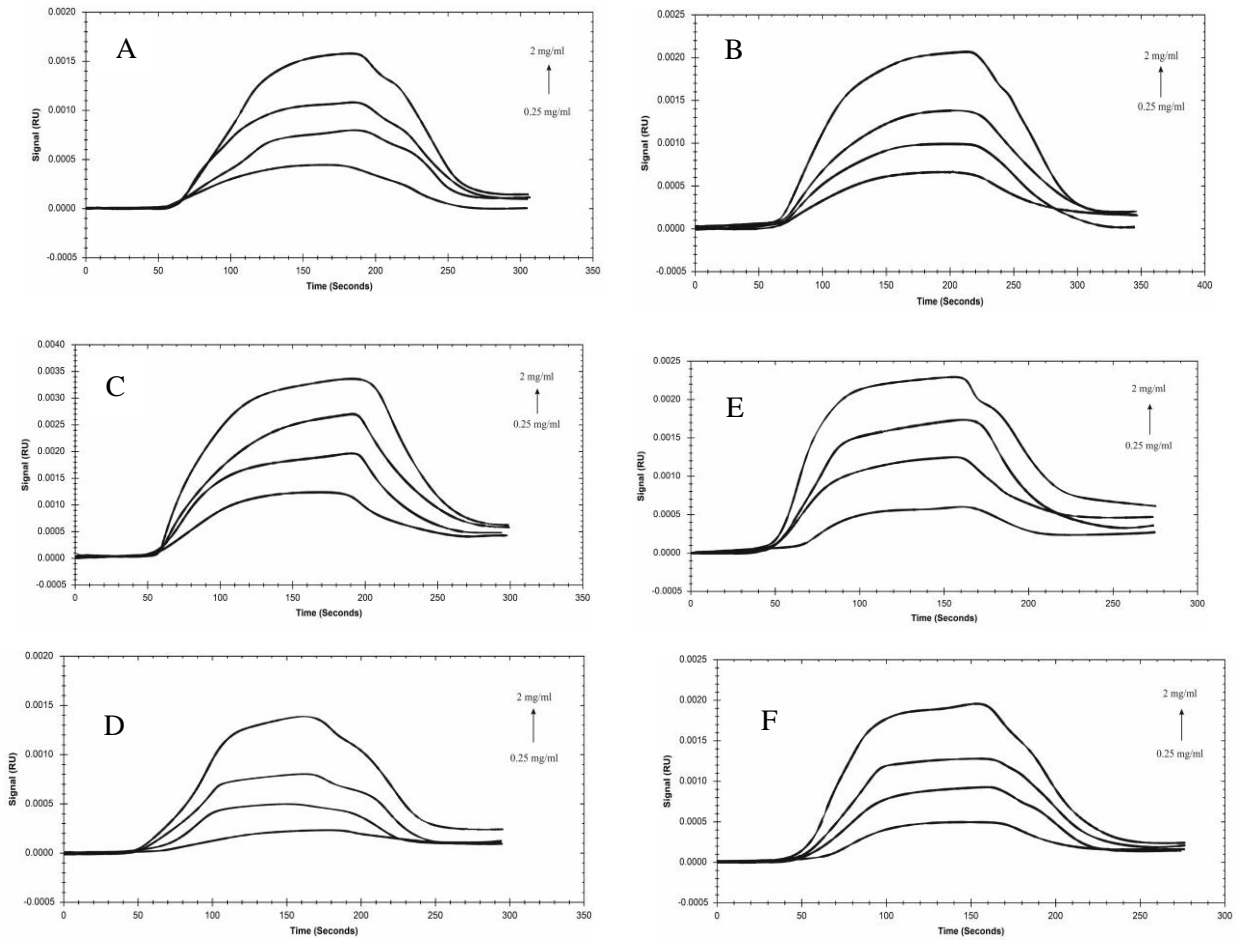 A
2 mg/ml
0.25 mg/ml
Signal (RU)
0.0020
0.0015
0.0010
0.0005
0.0000
-0.0005
0 50 100 150 200 250 300 350
Time (Seconds)
B
2 mg/ml
0.25 mg/ml
Signal (RU)
0.0025
0.0020
0.0015
0.0010
0.0005
0.0000
-0.0005
0 50 100 150 200 250 300 350 400
Time (Seconds)
C
2 mg/ml
0.25 mg/ml
Signal (RU)
0.0040
0.0035
0.0030
0.0025
0.0020
0.0015
0.0010
0.0005
0.0000
-0.0005
0 50 100 150 200 250 300 350
Time (Seconds)
E
2 mg/ml
0.25 mg/ml
Signal (RU)
0.0025
0.0020
0.0015
0.0010
0.0005
0.0000
-0.0005
0 50 100 150 200 250 300
Time (Seconds)
D
2 mg/ml
0.25 mg/ml
Signal (RU)
0.0020
0.0015
0.0010
0.0005
0.0000
-0.0005
0 50 100 150 200 250 300 350
Time (Seconds)
F
2 mg/ml
0.25 mg/ml
Signal (RU)
0.0025
0.0020
0.0015
0.0010
0.0005
0.0000
-0.0005
0 50 100 150 200 250 300
Time (Seconds)